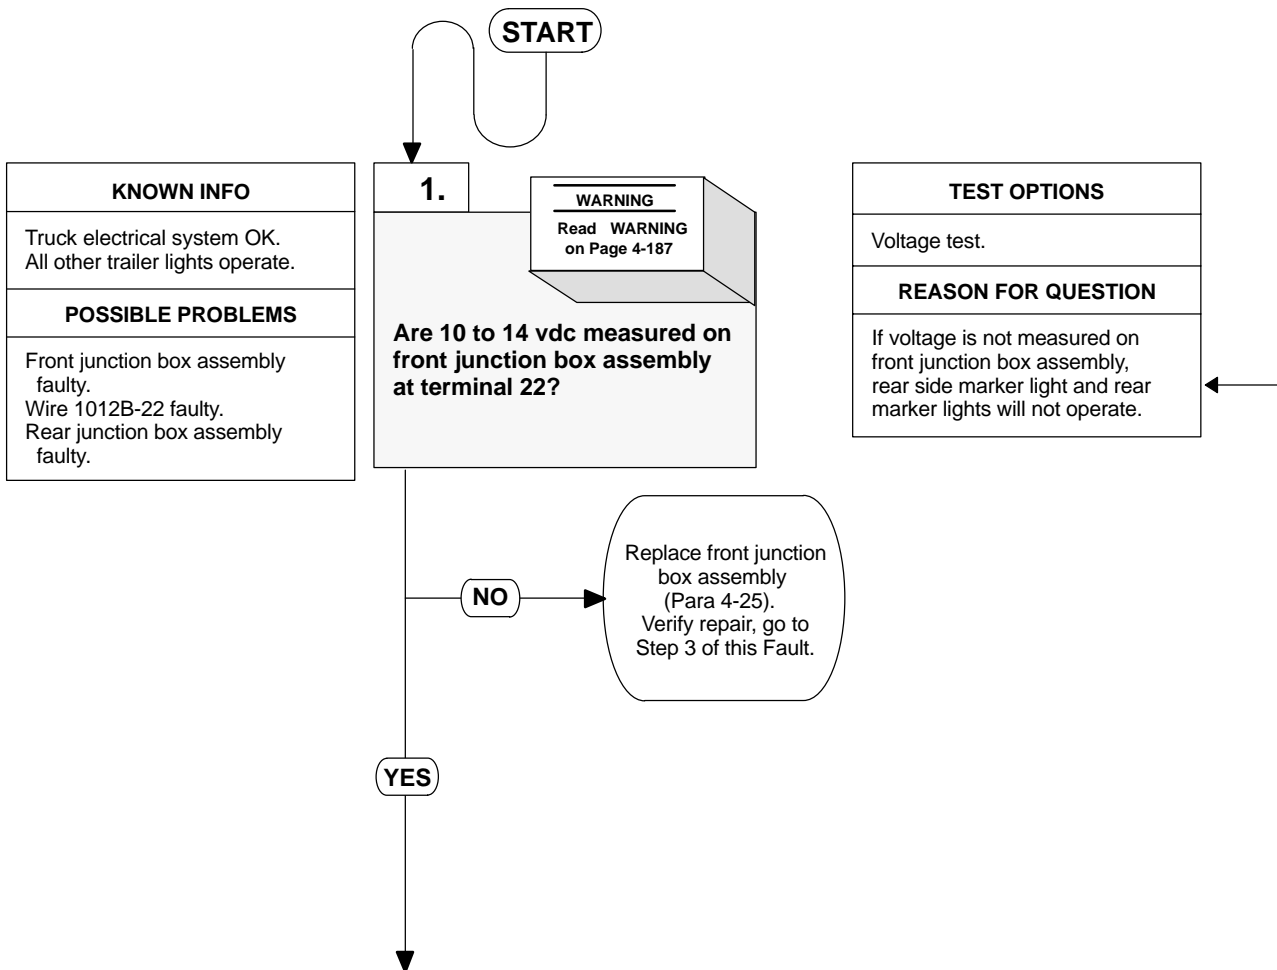 START
KNOWN INFO
Truck electrical system OK.
All other trailer lights operate.
POSSIBLE PROBLEMS
Front junction box assembly
faulty.
Wire 1012B-22 faulty.
Rear junction box assembly
faulty.
1.
WARNING
Read WARNING
on Page 4-187
Are 10 to 14 vdc measured on
front junction box assembly
at terminal 22?
TEST OPTIONS
Voltage test.
REASON FOR QUESTION
If voltage is not measured on
front junction box assembly,
rear side marker light and rear
marker lights will not operate.
NO
Replace front junction
box assembly
(Para 4-25).
Verify repair, go to
Step 3 of this Fault.
YES